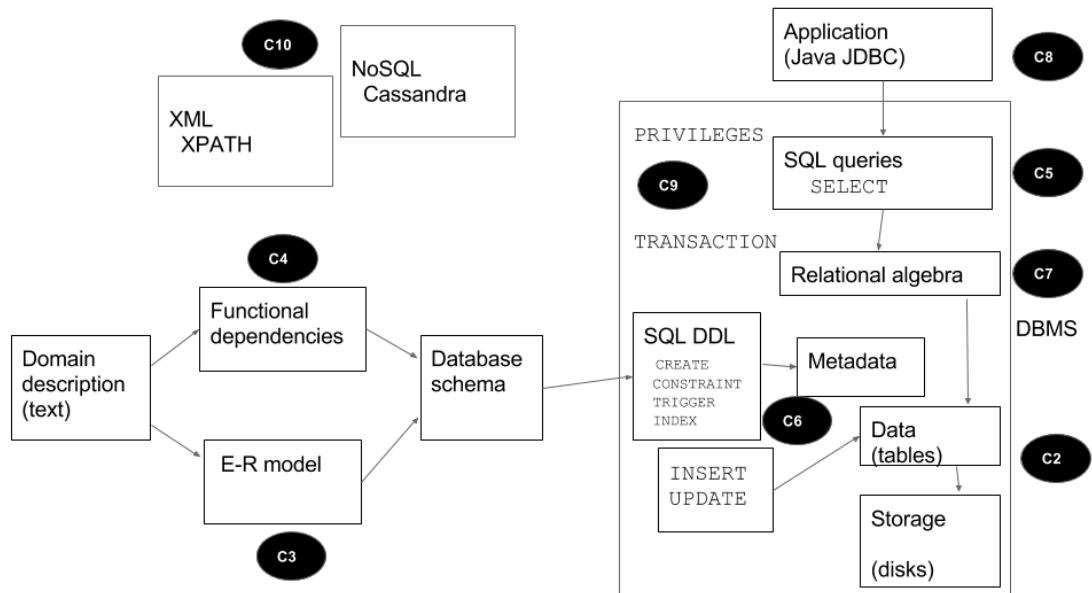 C10
NoSQL
Cassandra
XML
XPATH
Application
(Java JDBC)
C8
PRIVILEGES
SQL queries
SELECT
C5
C9
TRANSACTION
C4
Relational algebra
C7
DBMS
Functional
dependencies
Domain
description
(text)
Database
schema
E-R model
C3
SQL DDL
CREATE
CONSTRAINT
TRIGGER
INDEX
Metadata
C6
Data
(tables)
C2
INSERT
UPDATE
Storage
(disks)